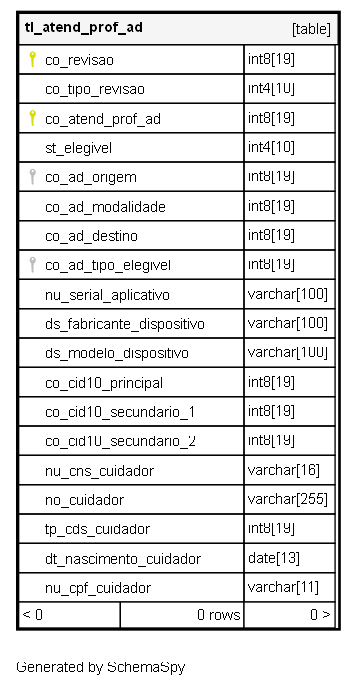 tl_atend_prof_ad [table]
co_revisao int8[19]
co_tipo_revisao int4[10]
co_atend_prof_ad int8[19]
st_elegivel int4[10]
co_ad_origem int8[19]
co_ad_modalidade int8[19]
co_ad_destino int8[19]
co_ad_tipo_elegivel int8[19]
nu_serial_aplicativo varchar[100]
ds_fabricante_dispositivo varchar[100]
ds_modelo_dispositivo varchar[100]
co_cid10_principal int8[19]
co_cid10_secundario_1 int8[19]
co_cid10_secundario_2 int8[19]
nu_cns_cuidador varchar[16]
no_cuidador varchar[255]
tp_cds_cuidador int8[19]
dt_nascimento_cuidador date[13]
nu_cpf_cuidador varchar[11]
< 0 0 rows 0 >
Generated by SchemaSpy